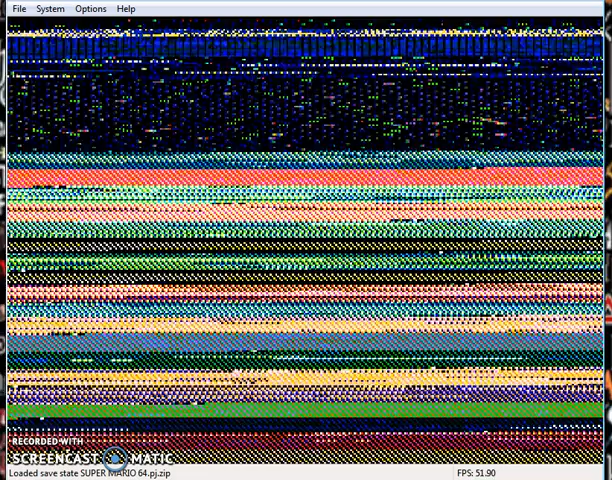 File System Options Help
RECORDED WITH
SCREENCAST MATIC
Loaded save state SUPER MARIO 64.pj.zip FPS: 51.90